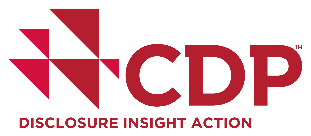 CDP™
DISCLOSURE INSIGHT ACTION